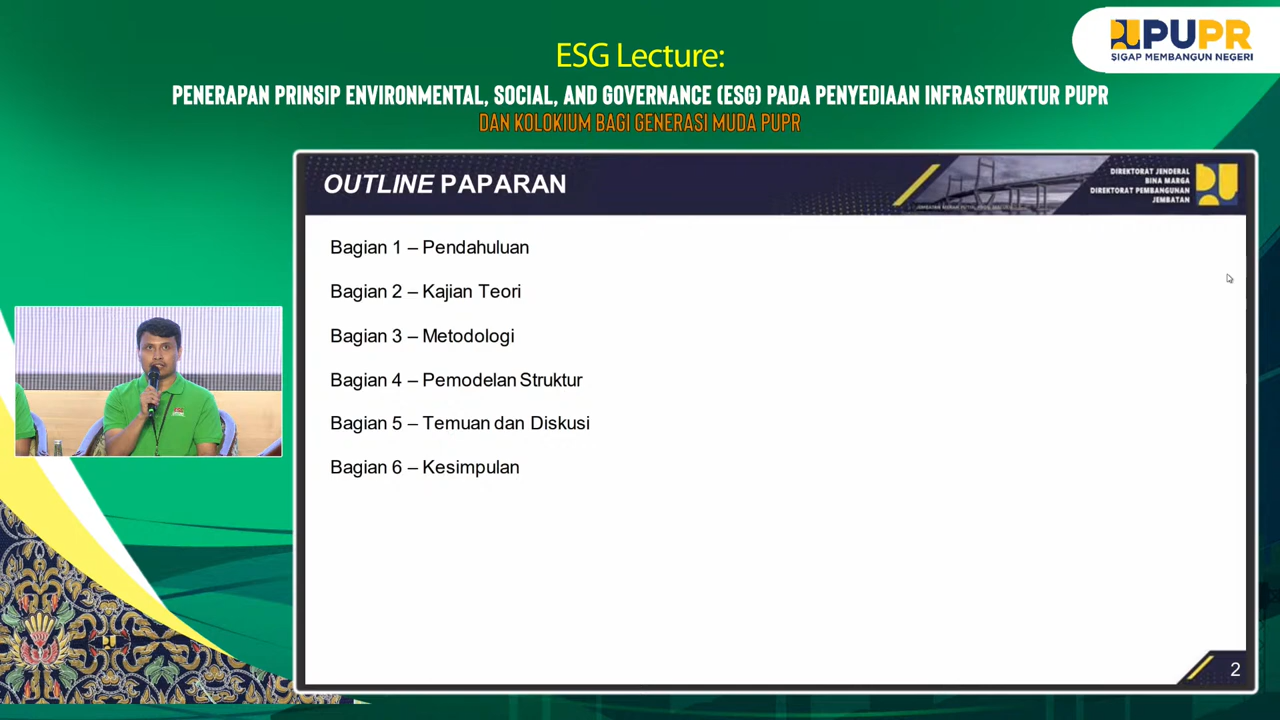 PUPR
SIGAP MEMBANGUN NEGERI
ESG Lecture:
PENERAPAN PRINSIP ENVIRONMENTAL, SOCIAL, AND GOVERNANCE (ESG) PADA PENYEDIAAN INFRASTRUKTUR PUPR
DAN KOLOKIUM BAGI GENERASI MUDA PUPR
OUTLINE PAPARAN
DIREKTORAT JENDERAL
BINA MARGA
DIREKTORAT PEMBANGUNAN
JEMBATAN
Bagian 1 – Pendahuluan
Bagian 2 – Kajian Teori
Bagian 3 – Metodologi
Bagian 4 – Pemodelan Struktur
Bagian 5 – Temuan dan Diskusi
Bagian 6 – Kesimpulan
2